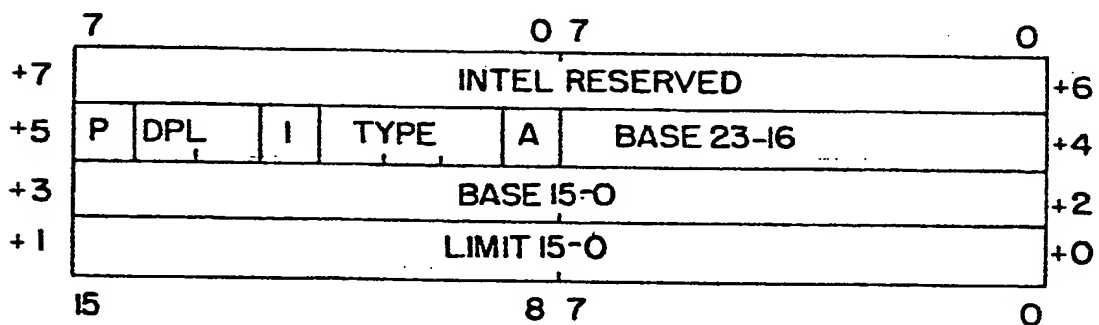 7 0 7 0
+7 INTEL RESERVED +6
+5 P DPL 1 TYPE A BASE 23-16 +4
+3 BASE 15-0 +2
+1 LIMIT 15-0 +0
15 8 7 0